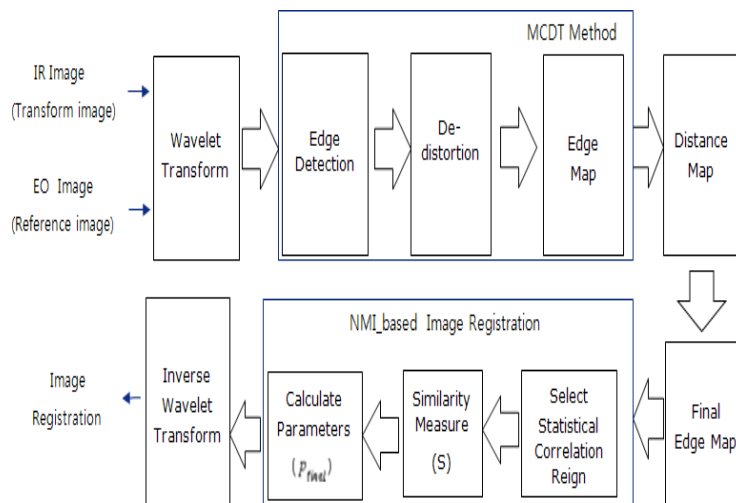 MCDT Method
IR Image
(Transform image)
EO Image
(Reference image)
Wavelet
Transform
Edge
Detection
De-
distortion
Edge
Map
Distance
Map
NMI_based Image Registration
Final
Edge Map
Select
Statistical
Correlation
Reign
Similarity
Measure
(S)
Calculate
Parameters
(P_final)
Inverse
Wavelet
Transform
Image
Registration